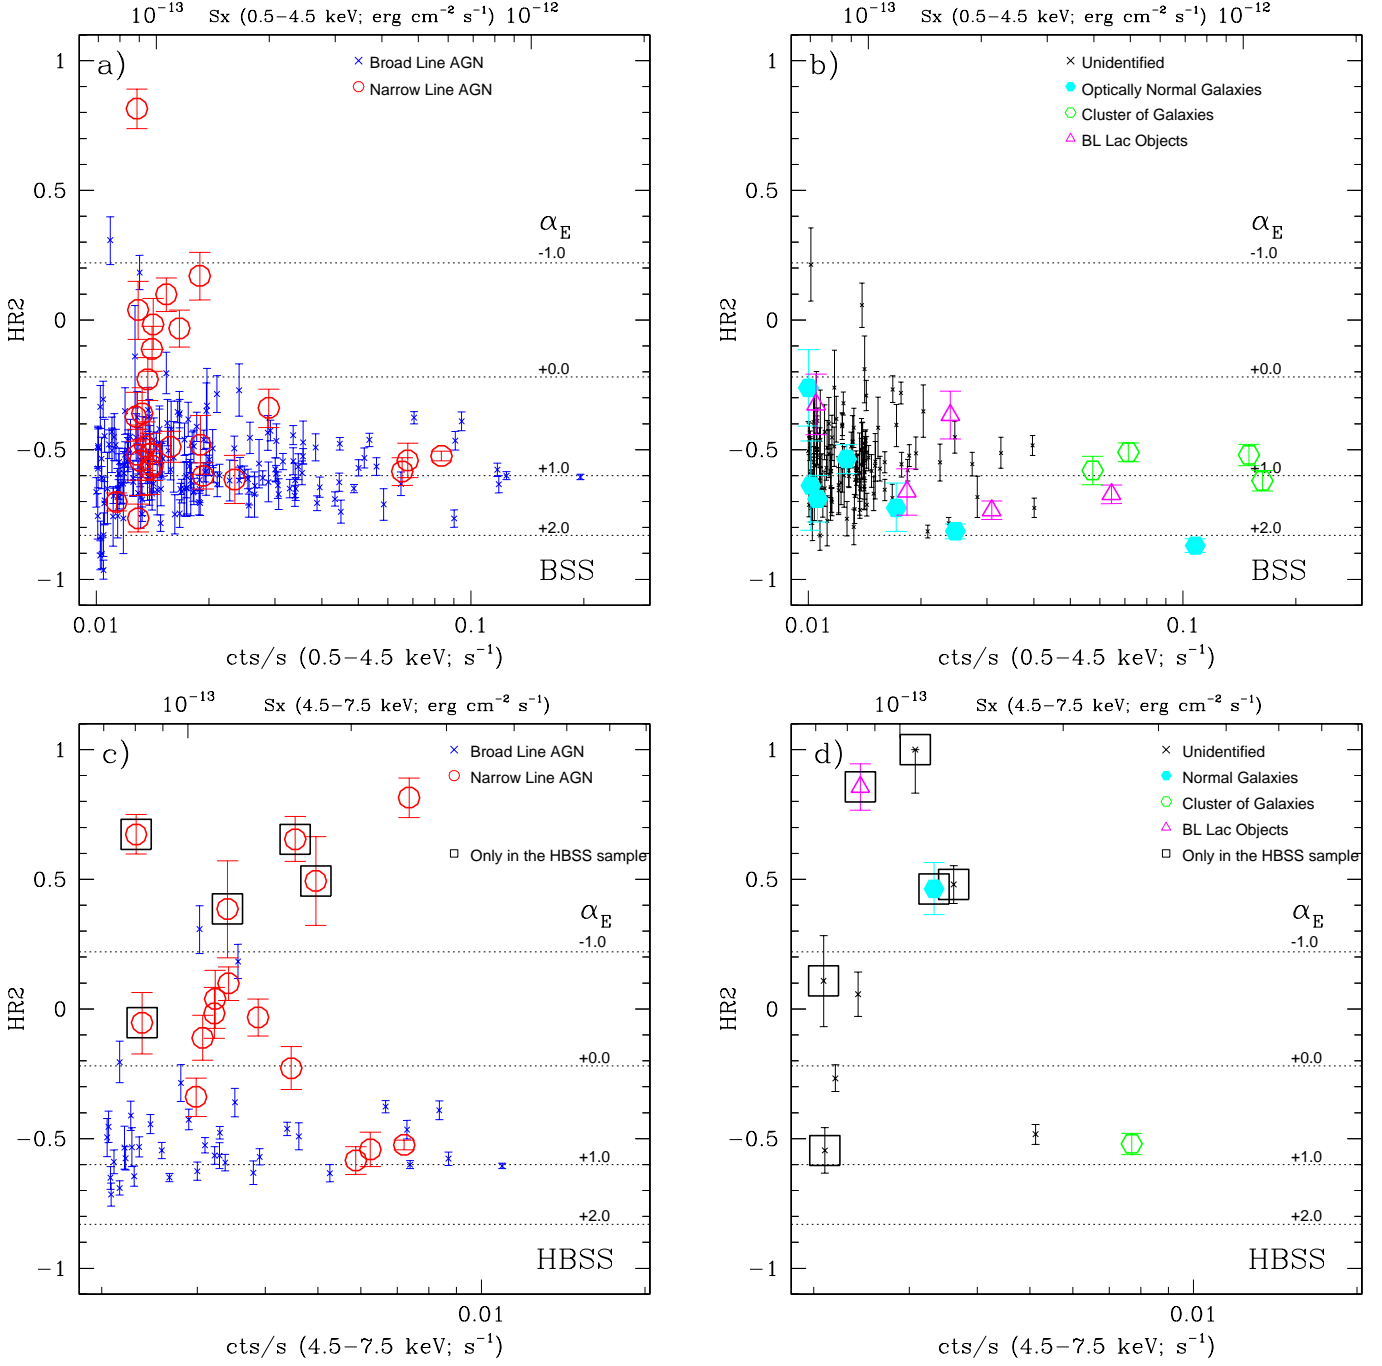 10⁻¹³ Sx (0.5−4.5 keV; erg cm⁻² s⁻¹) 10⁻¹²
a)
× Broad Line AGN
○ Narrow Line AGN
1
0.5
0
−0.5
−1
HR2
α_E
-1.0
+0.0
+1.0
+2.0
BSS
0.01 0.1
cts/s (0.5−4.5 keV; s⁻¹)
10⁻¹³ Sx (0.5−4.5 keV; erg cm⁻² s⁻¹) 10⁻¹²
b)
Unidentified
Optically Normal Galaxies
Cluster of Galaxies
BL Lac Objects
1
0.5
0
−0.5
−1
HR2
α_E
-1.0
+0.0
+1.0
+2.0
BSS
0.01 0.1
cts/s (0.5−4.5 keV; s⁻¹)
10⁻¹³ Sx (4.5−7.5 keV; erg cm⁻² s⁻¹)
c)
Broad Line AGN
Narrow Line AGN
Only in the HBSS sample
1
0.5
0
−0.5
−1
HR2
α_E
-1.0
+0.0
+1.0
+2.0
HBSS
0.01
cts/s (4.5−7.5 keV; s⁻¹)
10⁻¹³ Sx (4.5−7.5 keV; erg cm⁻² s⁻¹)
d)
Unidentified
Normal Galaxies
Cluster of Galaxies
BL Lac Objects
Only in the HBSS sample
1
0.5
0
−0.5
−1
HR2
α_E
-1.0
+0.0
+1.0
+2.0
HBSS
0.01
cts/s (4.5−7.5 keV; s⁻¹)